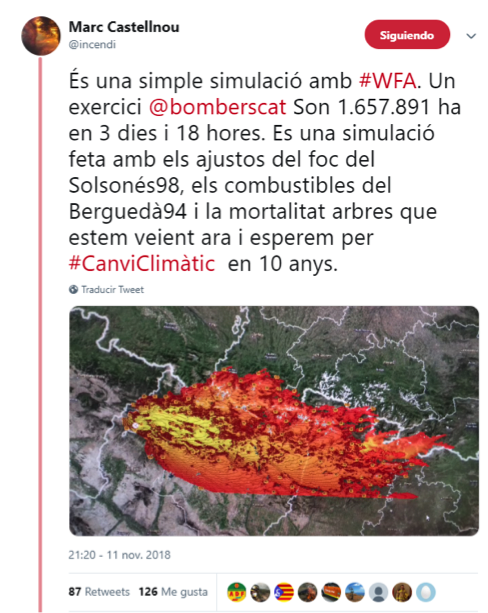 Marc Castellnou
@incendi
Siguiendo
És una simple simulació amb #WFA. Un
exercici @bomberscat Son 1.657.891 ha
en 3 dies i 18 hores. Es una simulació
feta amb els ajustos del foc del
Solsonés98, els combustibles del
Berguedà94 i la mortalitat arbres que
estem veient ara i esperem per
#CanviClimàtic en 10 anys.
Traducir Tweet
21:20 - 11 nov. 2018
87 Retweets 126 Me gusta